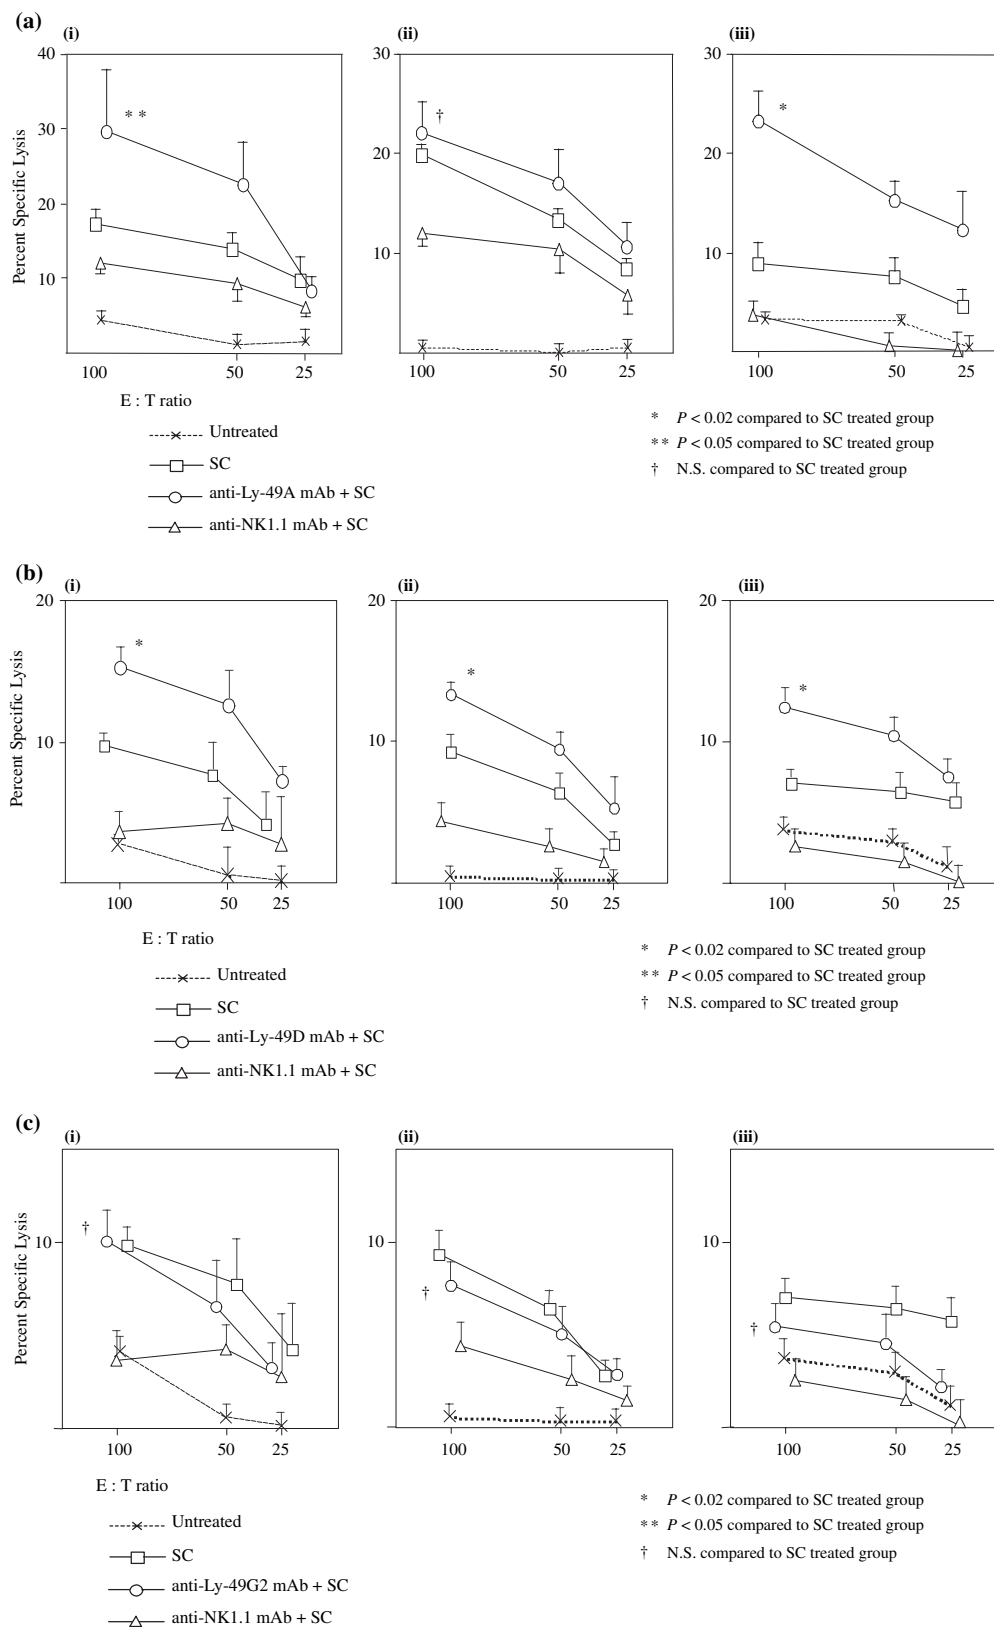 (a)
(i)
(ii)
(iii)
40
30
20
10
30
20
10
30
20
10
Percent Specific Lysis
100 50 25
100 50 25
100 50 25
* *
†
*
E : T ratio
Untreated
SC
anti-Ly-49A mAb + SC
anti-NK1.1 mAb + SC
* P < 0.02 compared to SC treated group
* * P < 0.05 compared to SC treated group
† N.S. compared to SC treated group
(b)
(i)
(ii)
(iii)
20
10
20
10
20
10
Percent Specific Lysis
*
*
*
100 50 25
100 50 25
100 50 25
E : T ratio
Untreated
SC
anti-Ly-49D mAb + SC
anti-NK1.1 mAb + SC
* P < 0.02 compared to SC treated group
* * P < 0.05 compared to SC treated group
† N.S. compared to SC treated group
(c)
(i)
(ii)
(iii)
10
10
10
Percent Specific Lysis
†
†
†
100 50 25
100 50 25
100 50 25
E : T ratio
Untreated
SC
anti-Ly-49G2 mAb + SC
anti-NK1.1 mAb + SC
* P < 0.02 compared to SC treated group
* * P < 0.05 compared to SC treated group
† N.S. compared to SC treated group